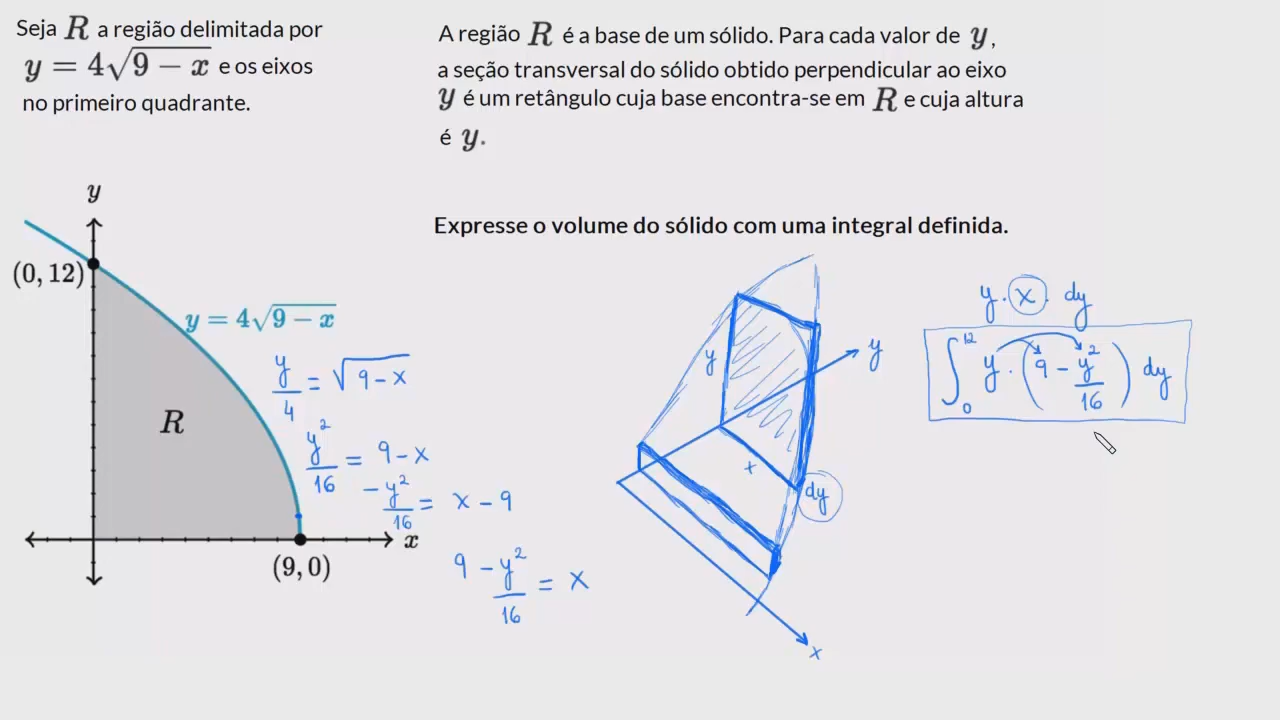 Seja R a região delimitada por
y = 4√(9 − x) e os eixos
no primeiro quadrante.
A região R é a base de um sólido. Para cada valor de y,
a seção transversal do sólido obtido perpendicular ao eixo
y é um retângulo cuja base encontra-se em R e cuja altura
é y.
Expresse o volume do sólido com uma integral definida.
y
(0, 12)
y = 4√(9 − x)
R
x
(9, 0)
y/4 = √(9 − x)
y²/16 = 9 − x
−y²/16 = x − 9
9 − y²/16 = x
y
y
x
dy
x
y · x · dy
∫₀¹² y · (9 − y²/16) dy